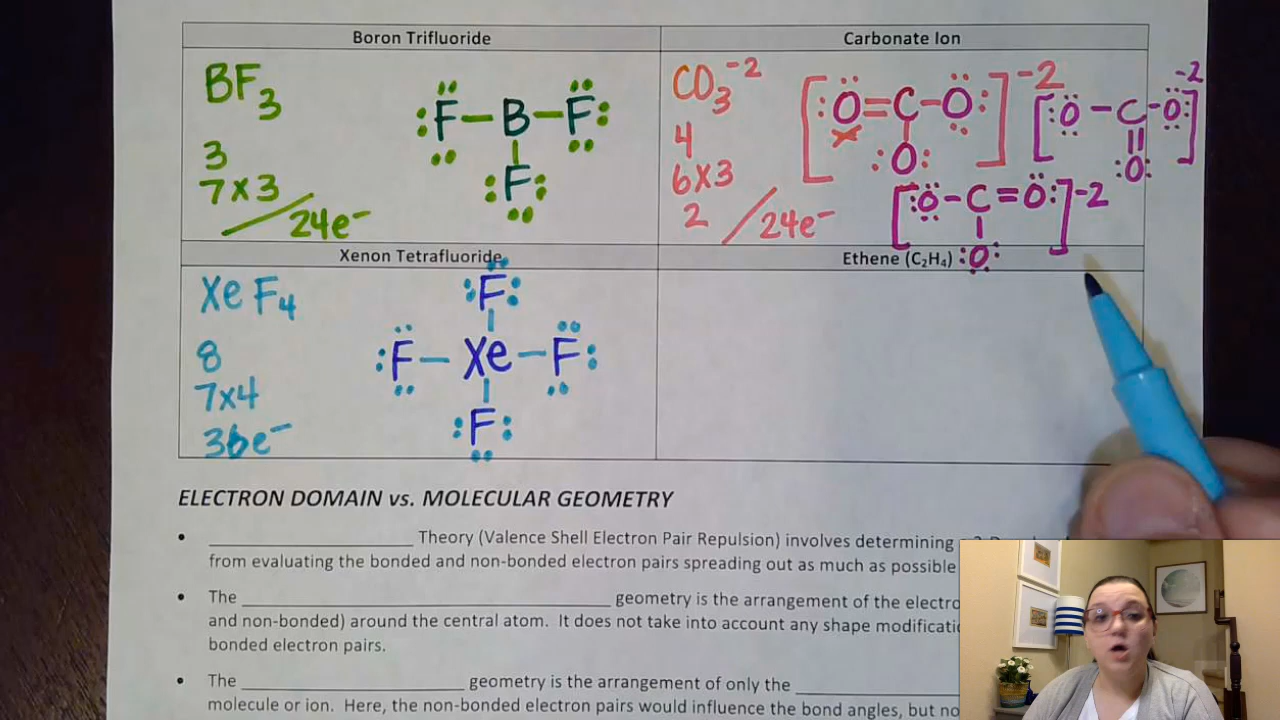 Boron Trifluoride
BF3
3
7x3
24e-
F-B-F
F
Carbonate Ion
CO3-2
4
6x3
2
24e-
[O=C-O]-2
O
[O-C-O]-2
O
[O-C=O]-2
O
Xenon Tetrafluoride
XeF4
8
7x4
36e-
F
F-Xe-F
F
Ethene (C2H4)
ELECTRON DOMAIN vs. MOLECULAR GEOMETRY
• ____________________ Theory (Valence Shell Electron Pair Repulsion) involves determining
from evaluating the bonded and non-bonded electron pairs spreading out as much as possible
• The ____________________ geometry is the arrangement of the electro
and non-bonded) around the central atom. It does not take into account any shape modificati
bonded electron pairs.
• The ____________________ geometry is the arrangement of only the ____________________
molecule or ion. Here, the non-bonded electron pairs would influence the bond angles, but no